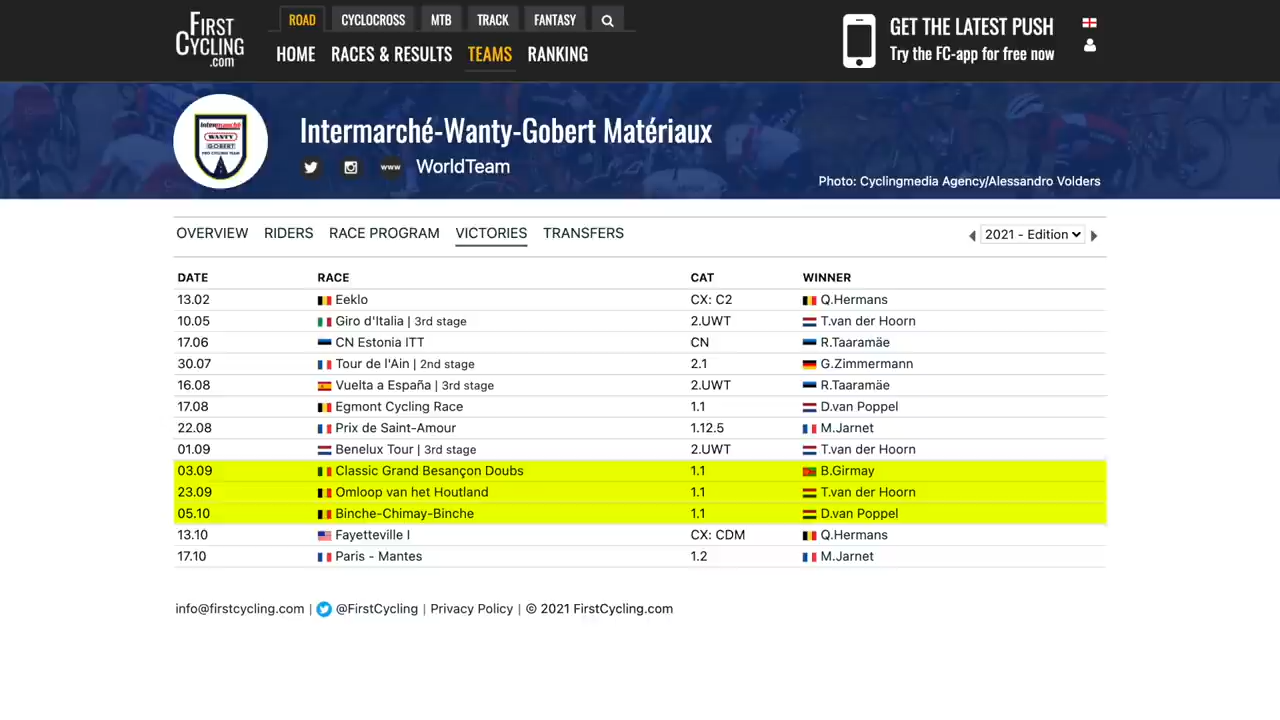 FIRST CYCLING .com
ROAD CYCLOCROSS MTB TRACK FANTASY
HOME RACES & RESULTS TEAMS RANKING
GET THE LATEST PUSH
Try the FC-app for free now
Intermarché WANTY GOBERT PRO CYCLING TEAM
Intermarché-Wanty-Gobert Matériaux
www WorldTeam
Photo: Cyclingmedia Agency/Alessandro Volders
OVERVIEW RIDERS RACE PROGRAM VICTORIES TRANSFERS 2021 - Edition
DATE RACE CAT WINNER
13.02 Eeklo CX: C2 Q.Hermans
10.05 Giro d'Italia | 3rd stage 2.UWT T.van der Hoorn
17.06 CN Estonia ITT CN R.Taaramäe
30.07 Tour de l'Ain | 2nd stage 2.1 G.Zimmermann
16.08 Vuelta a España | 3rd stage 2.UWT R.Taaramäe
17.08 Egmont Cycling Race 1.1 D.van Poppel
22.08 Prix de Saint-Amour 1.12.5 M.Jarnet
01.09 Benelux Tour | 3rd stage 2.UWT T.van der Hoorn
03.09 Classic Grand Besançon Doubs 1.1 B.Girmay
23.09 Omloop van het Houtland 1.1 T.van der Hoorn
05.10 Binche-Chimay-Binche 1.1 D.van Poppel
13.10 Fayetteville I CX: CDM Q.Hermans
17.10 Paris - Mantes 1.2 M.Jarnet
info@firstcycling.com | @FirstCycling | Privacy Policy | © 2021 FirstCycling.com